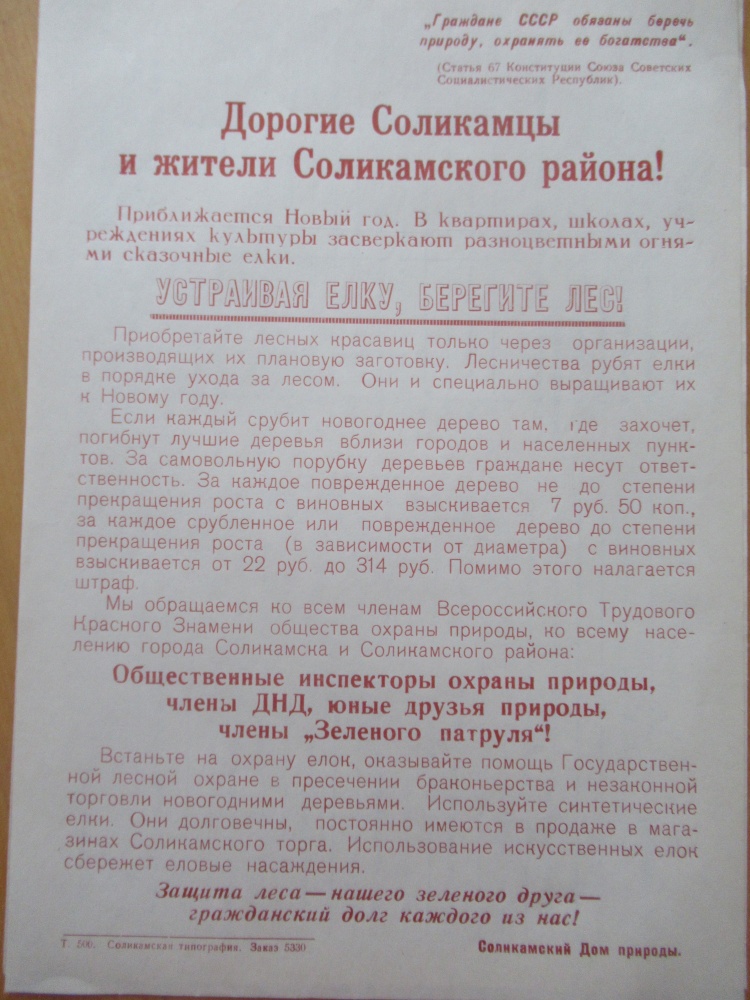 „Граждане СССР обязаны беречь
природу, охранять ее богатства“.
(Статья 67 Конституции Союза Советских
Социалистических Республик).
Дорогие Соликамцы
и жители Соликамского района!
Приближается Новый год. В квартирах, школах, уч-
реждениях культуры засверкают разноцветными огня-
ми сказочные елки.
УСТРАИВАЯ ЕЛКУ, БЕРЕГИТЕ ЛЕС!
Приобретайте лесных красавиц только через организации,
производящих их плановую заготовку. Лесничества рубят елки
в порядке ухода за лесом. Они и специально выращивают их
к Новому году.
Если каждый срубит новогоднее дерево там, где захочет,
погибнут лучшие деревья вблизи городов и населенных пунк-
тов. За самовольную порубку деревьев граждане несут ответ-
ственность. За каждое поврежденное дерево не до степени
прекращения роста с виновных взыскивается 7 руб. 50 коп.,
за каждое срубленное или поврежденное дерево до степени
прекращения роста (в зависимости от диаметра) с виновных
взыскивается от 22 руб. до 314 руб. Помимо этого налагается
штраф.
Мы обращаемся ко всем членам Всероссийского Трудового
Красного Знамени общества охраны природы, ко всему насе-
лению города Соликамска и Соликамского района:
Общественные инспекторы охраны природы,
члены ДНД, юные друзья природы,
члены „Зеленого патруля“!
Встаньте на охрану елок, оказывайте помощь Государствен-
ной лесной охране в пресечении браконьерства и незаконной
торговли новогодними деревьями. Используйте синтетические
елки. Они долговечны, постоянно имеются в продаже в мага-
зинах Соликамского торга. Использование искусственных елок
сбережет еловые насаждения.
Защита леса — нашего зеленого друга —
гражданский долг каждого из нас!
Т. 500. Соликамская типография. Заказ 5330
Соликамский Дом природы.